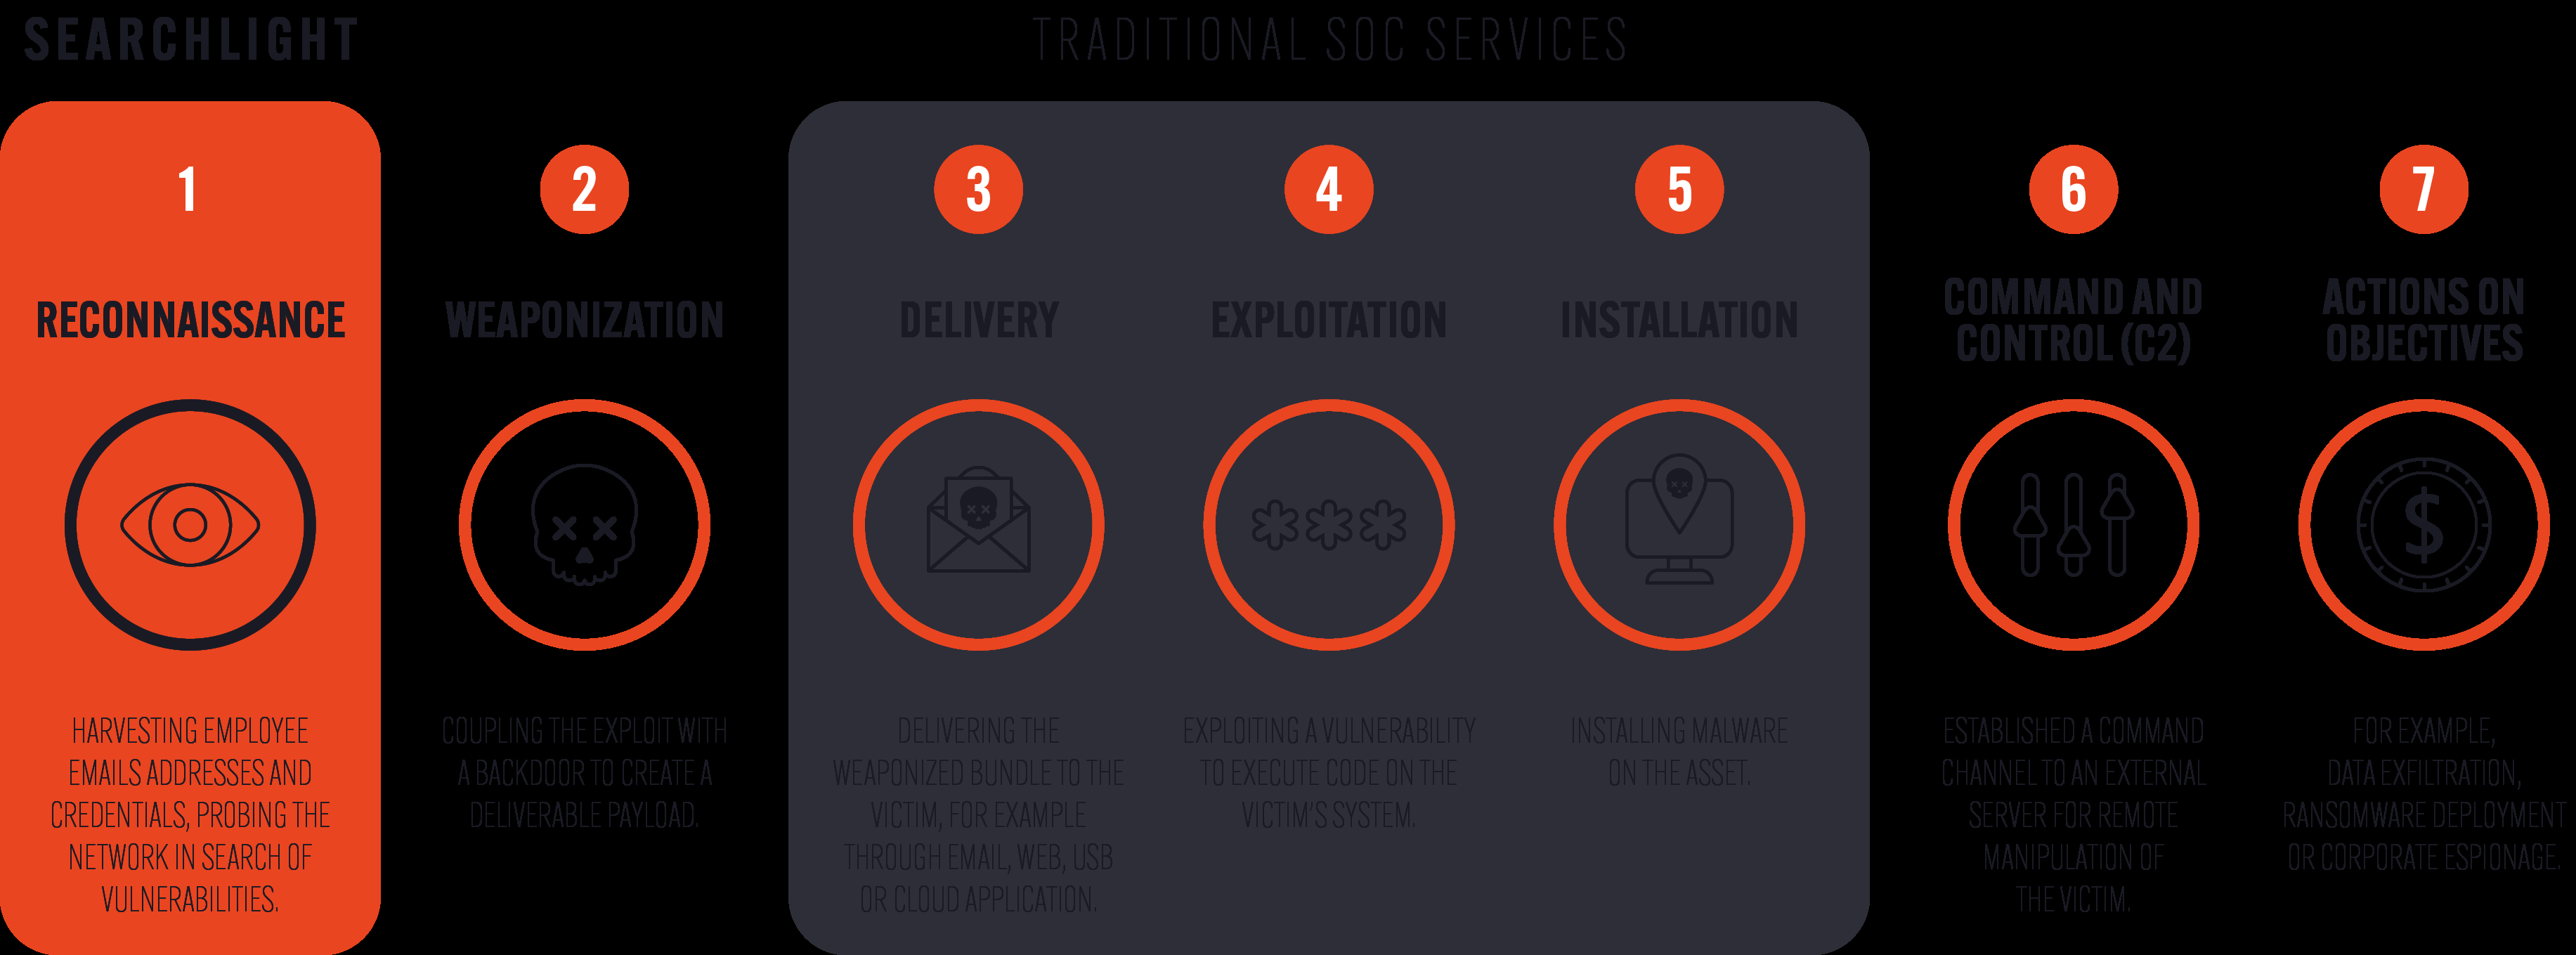 SEARCHLIGHT
TRADITIONAL SOC SERVICES
1
RECONNAISSANCE
HARVESTING EMPLOYEE
EMAILS ADDRESSES AND
CREDENTIALS, PROBING THE
NETWORK IN SEARCH OF
VULNERABILITIES.
2
WEAPONIZATION
COUPLING THE EXPLOIT WITH
A BACKDOOR TO CREATE A
DELIVERABLE PAYLOAD.
3
DELIVERY
DELIVERING THE
WEAPONIZED BUNDLE TO THE
VICTIM, FOR EXAMPLE
THROUGH EMAIL, WEB, USB
OR CLOUD APPLICATION.
4
EXPLOITATION
EXPLOITING A VULNERABILITY
TO EXECUTE CODE ON THE
VICTIM'S SYSTEM.
5
INSTALLATION
INSTALLING MALWARE
ON THE ASSET.
6
COMMAND AND
CONTROL (C2)
ESTABLISHED A COMMAND
CHANNEL TO AN EXTERNAL
SERVER FOR REMOTE
MANIPULATION OF
THE VICTIM.
7
ACTIONS ON
OBJECTIVES
$
FOR EXAMPLE,
DATA EXFILTRATION,
RANSOMWARE DEPLOYMENT
OR CORPORATE ESPIONAGE.